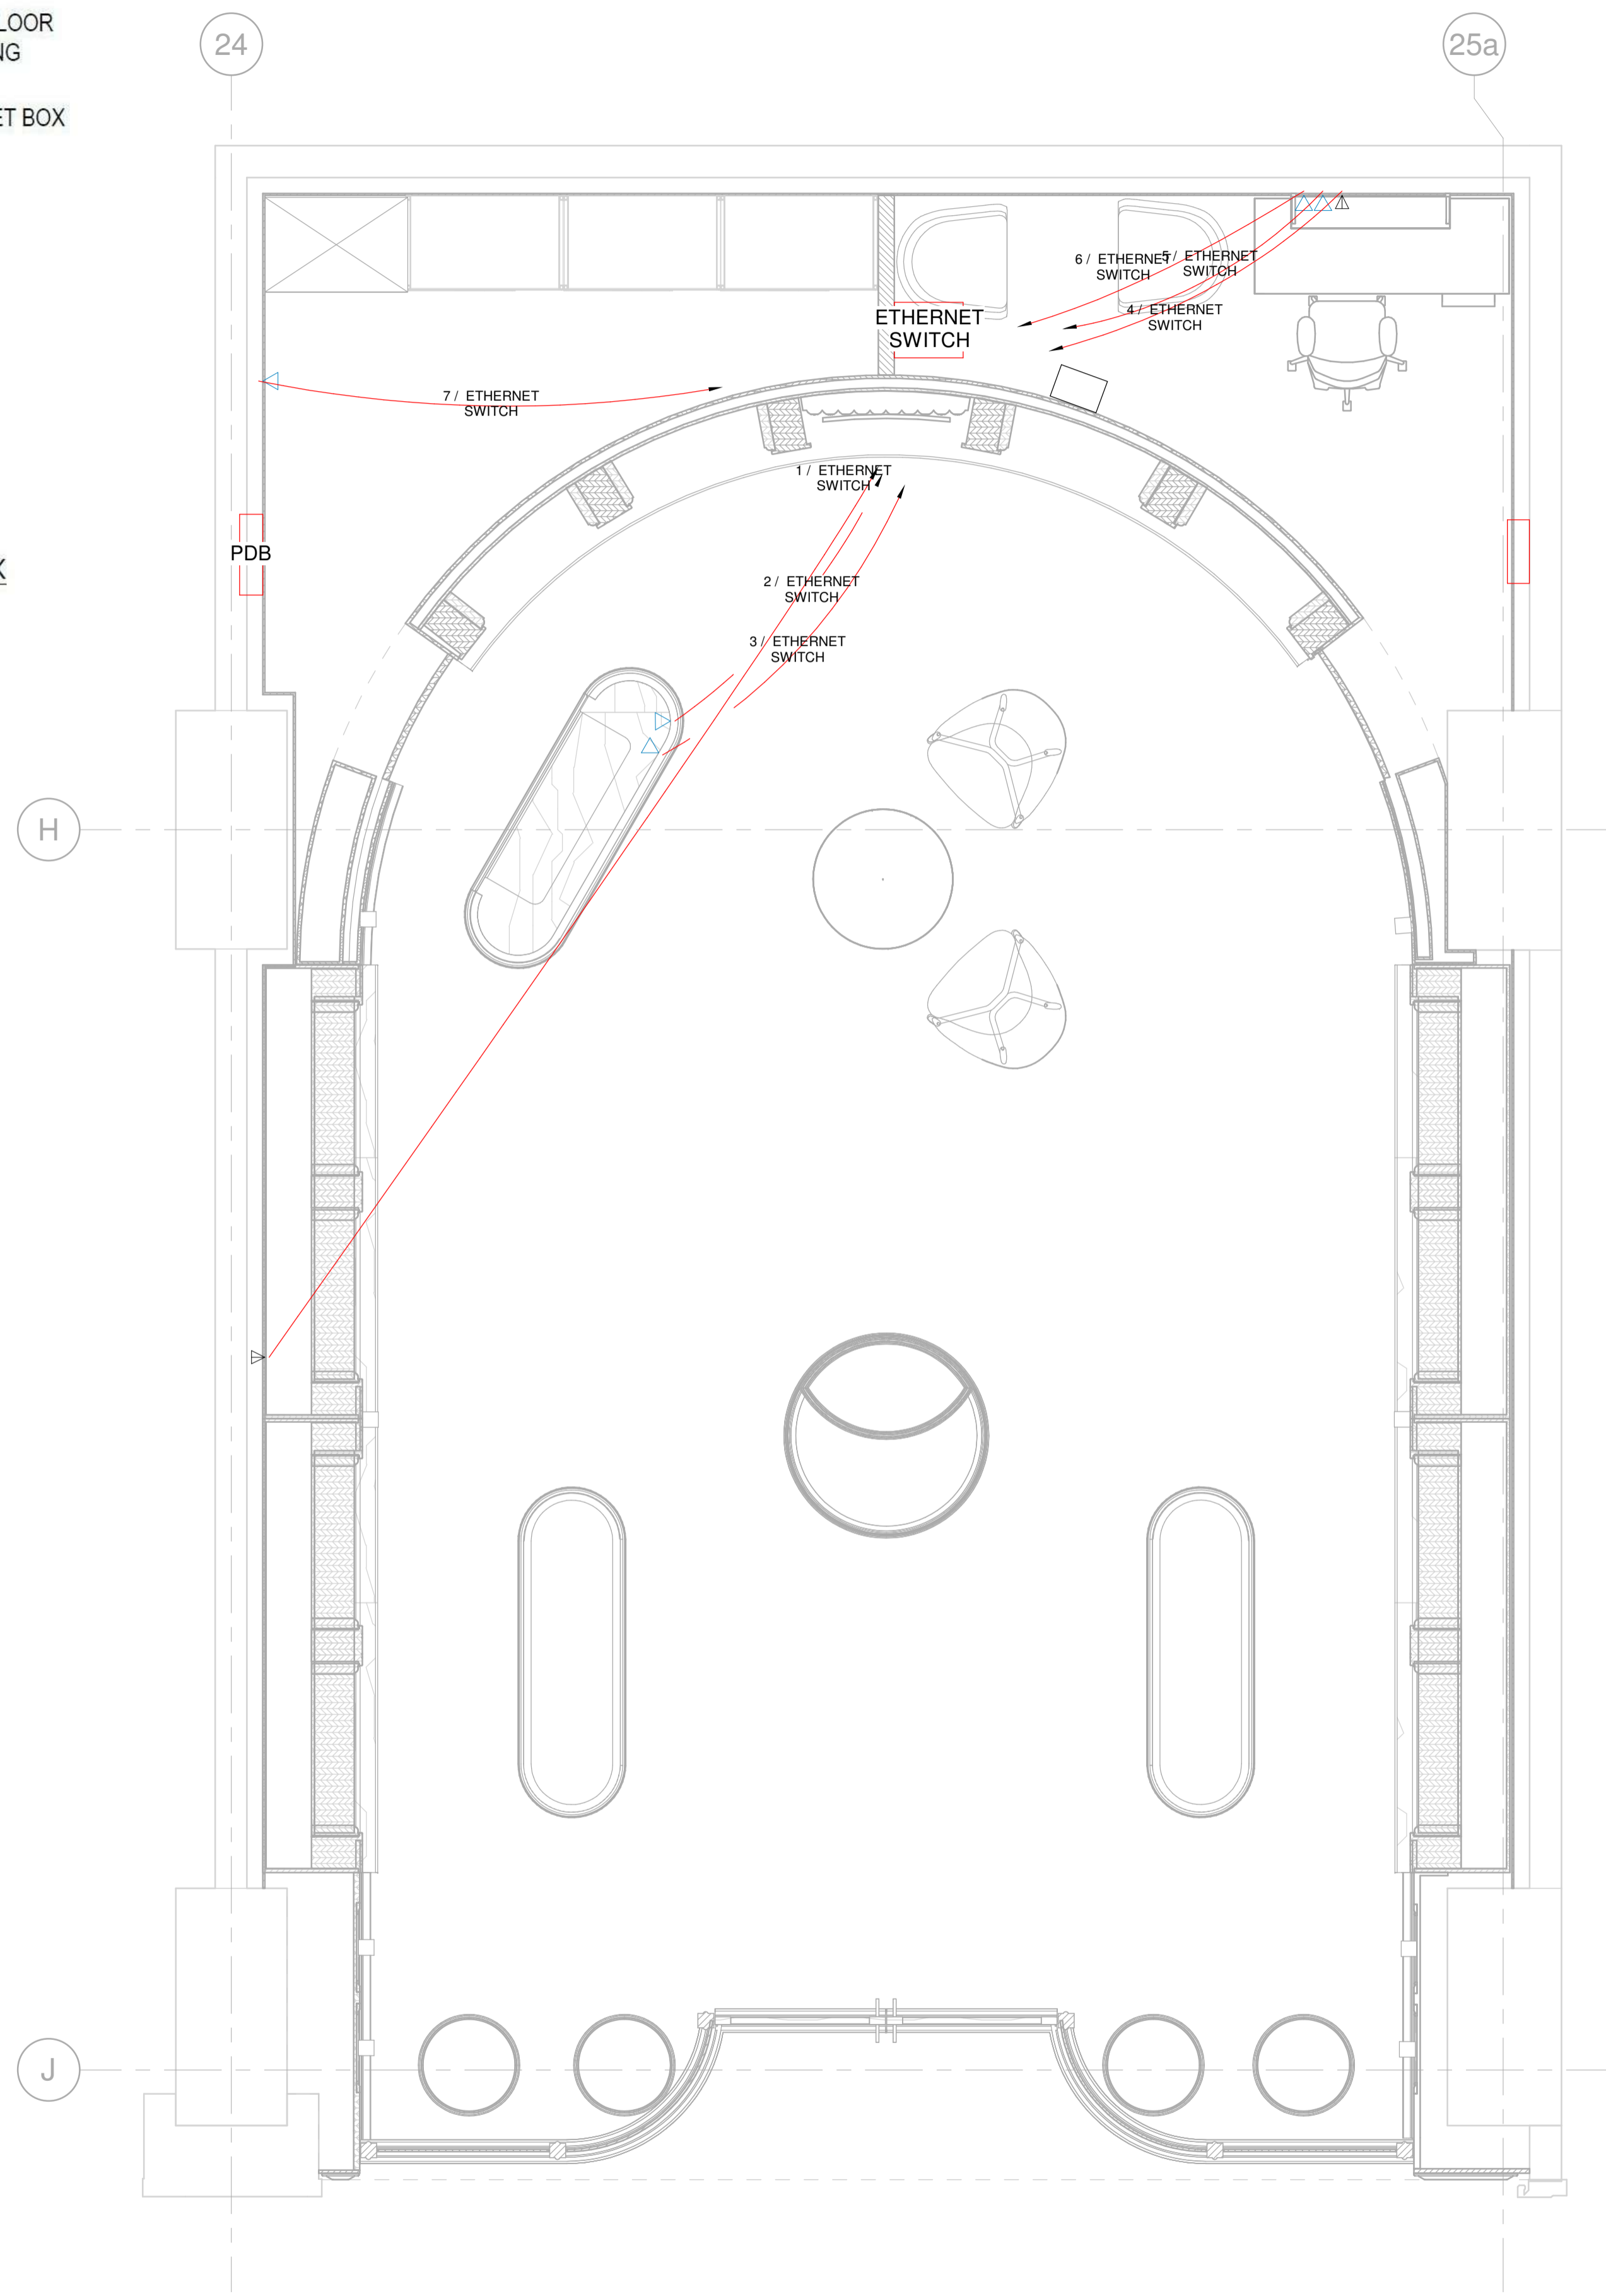 LOOR
NG
ET BOX
24
25a
6 / ETHERNET
SWITCH
5 / ETHERNET
SWITCH
ETHERNET
SWITCH
4 / ETHERNET
SWITCH
7 / ETHERNET
SWITCH
1 / ETHERNET
SWITCH
PDB
X
2 / ETHERNET
SWITCH
3 / ETHERNET
SWITCH
H
J